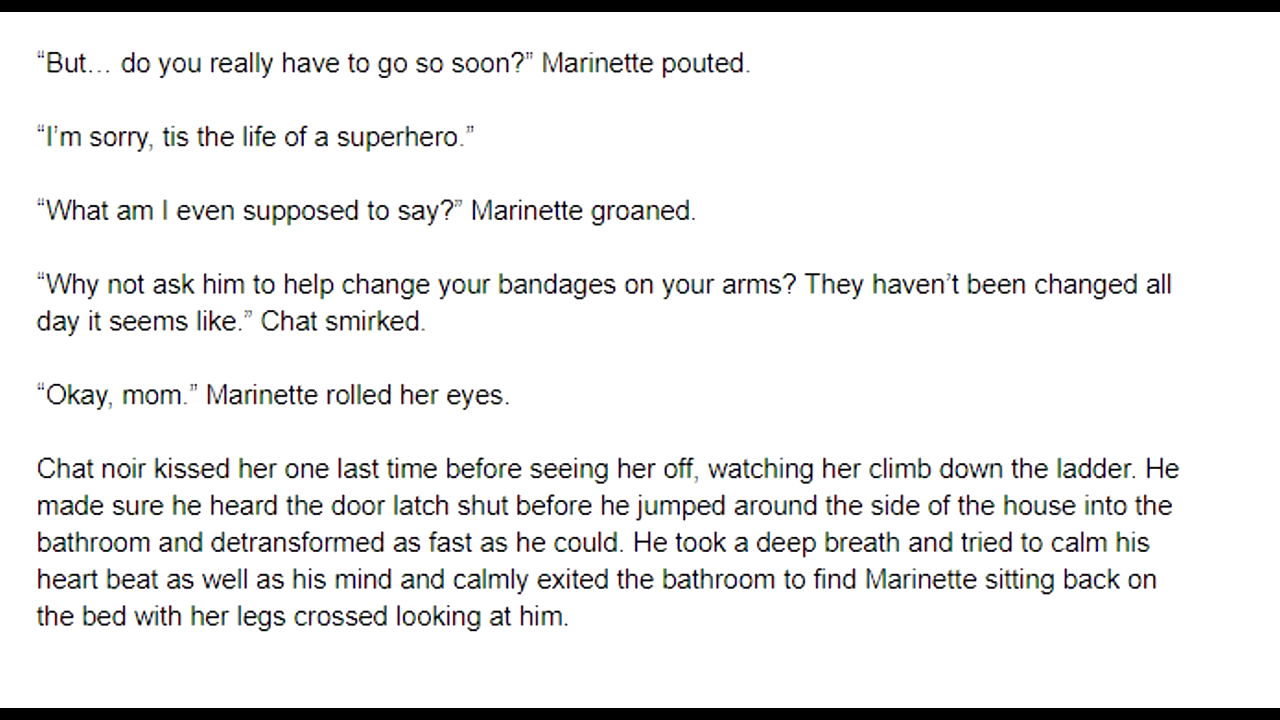 “But… do you really have to go so soon?” Marinette pouted.
“I’m sorry, tis the life of a superhero.”
“What am I even supposed to say?” Marinette groaned.
“Why not ask him to help change your bandages on your arms? They haven’t been changed all
day it seems like.” Chat smirked.
“Okay, mom.” Marinette rolled her eyes.
Chat noir kissed her one last time before seeing her off, watching her climb down the ladder. He
made sure he heard the door latch shut before he jumped around the side of the house into the
bathroom and detransformed as fast as he could. He took a deep breath and tried to calm his
heart beat as well as his mind and calmly exited the bathroom to find Marinette sitting back on
the bed with her legs crossed looking at him.